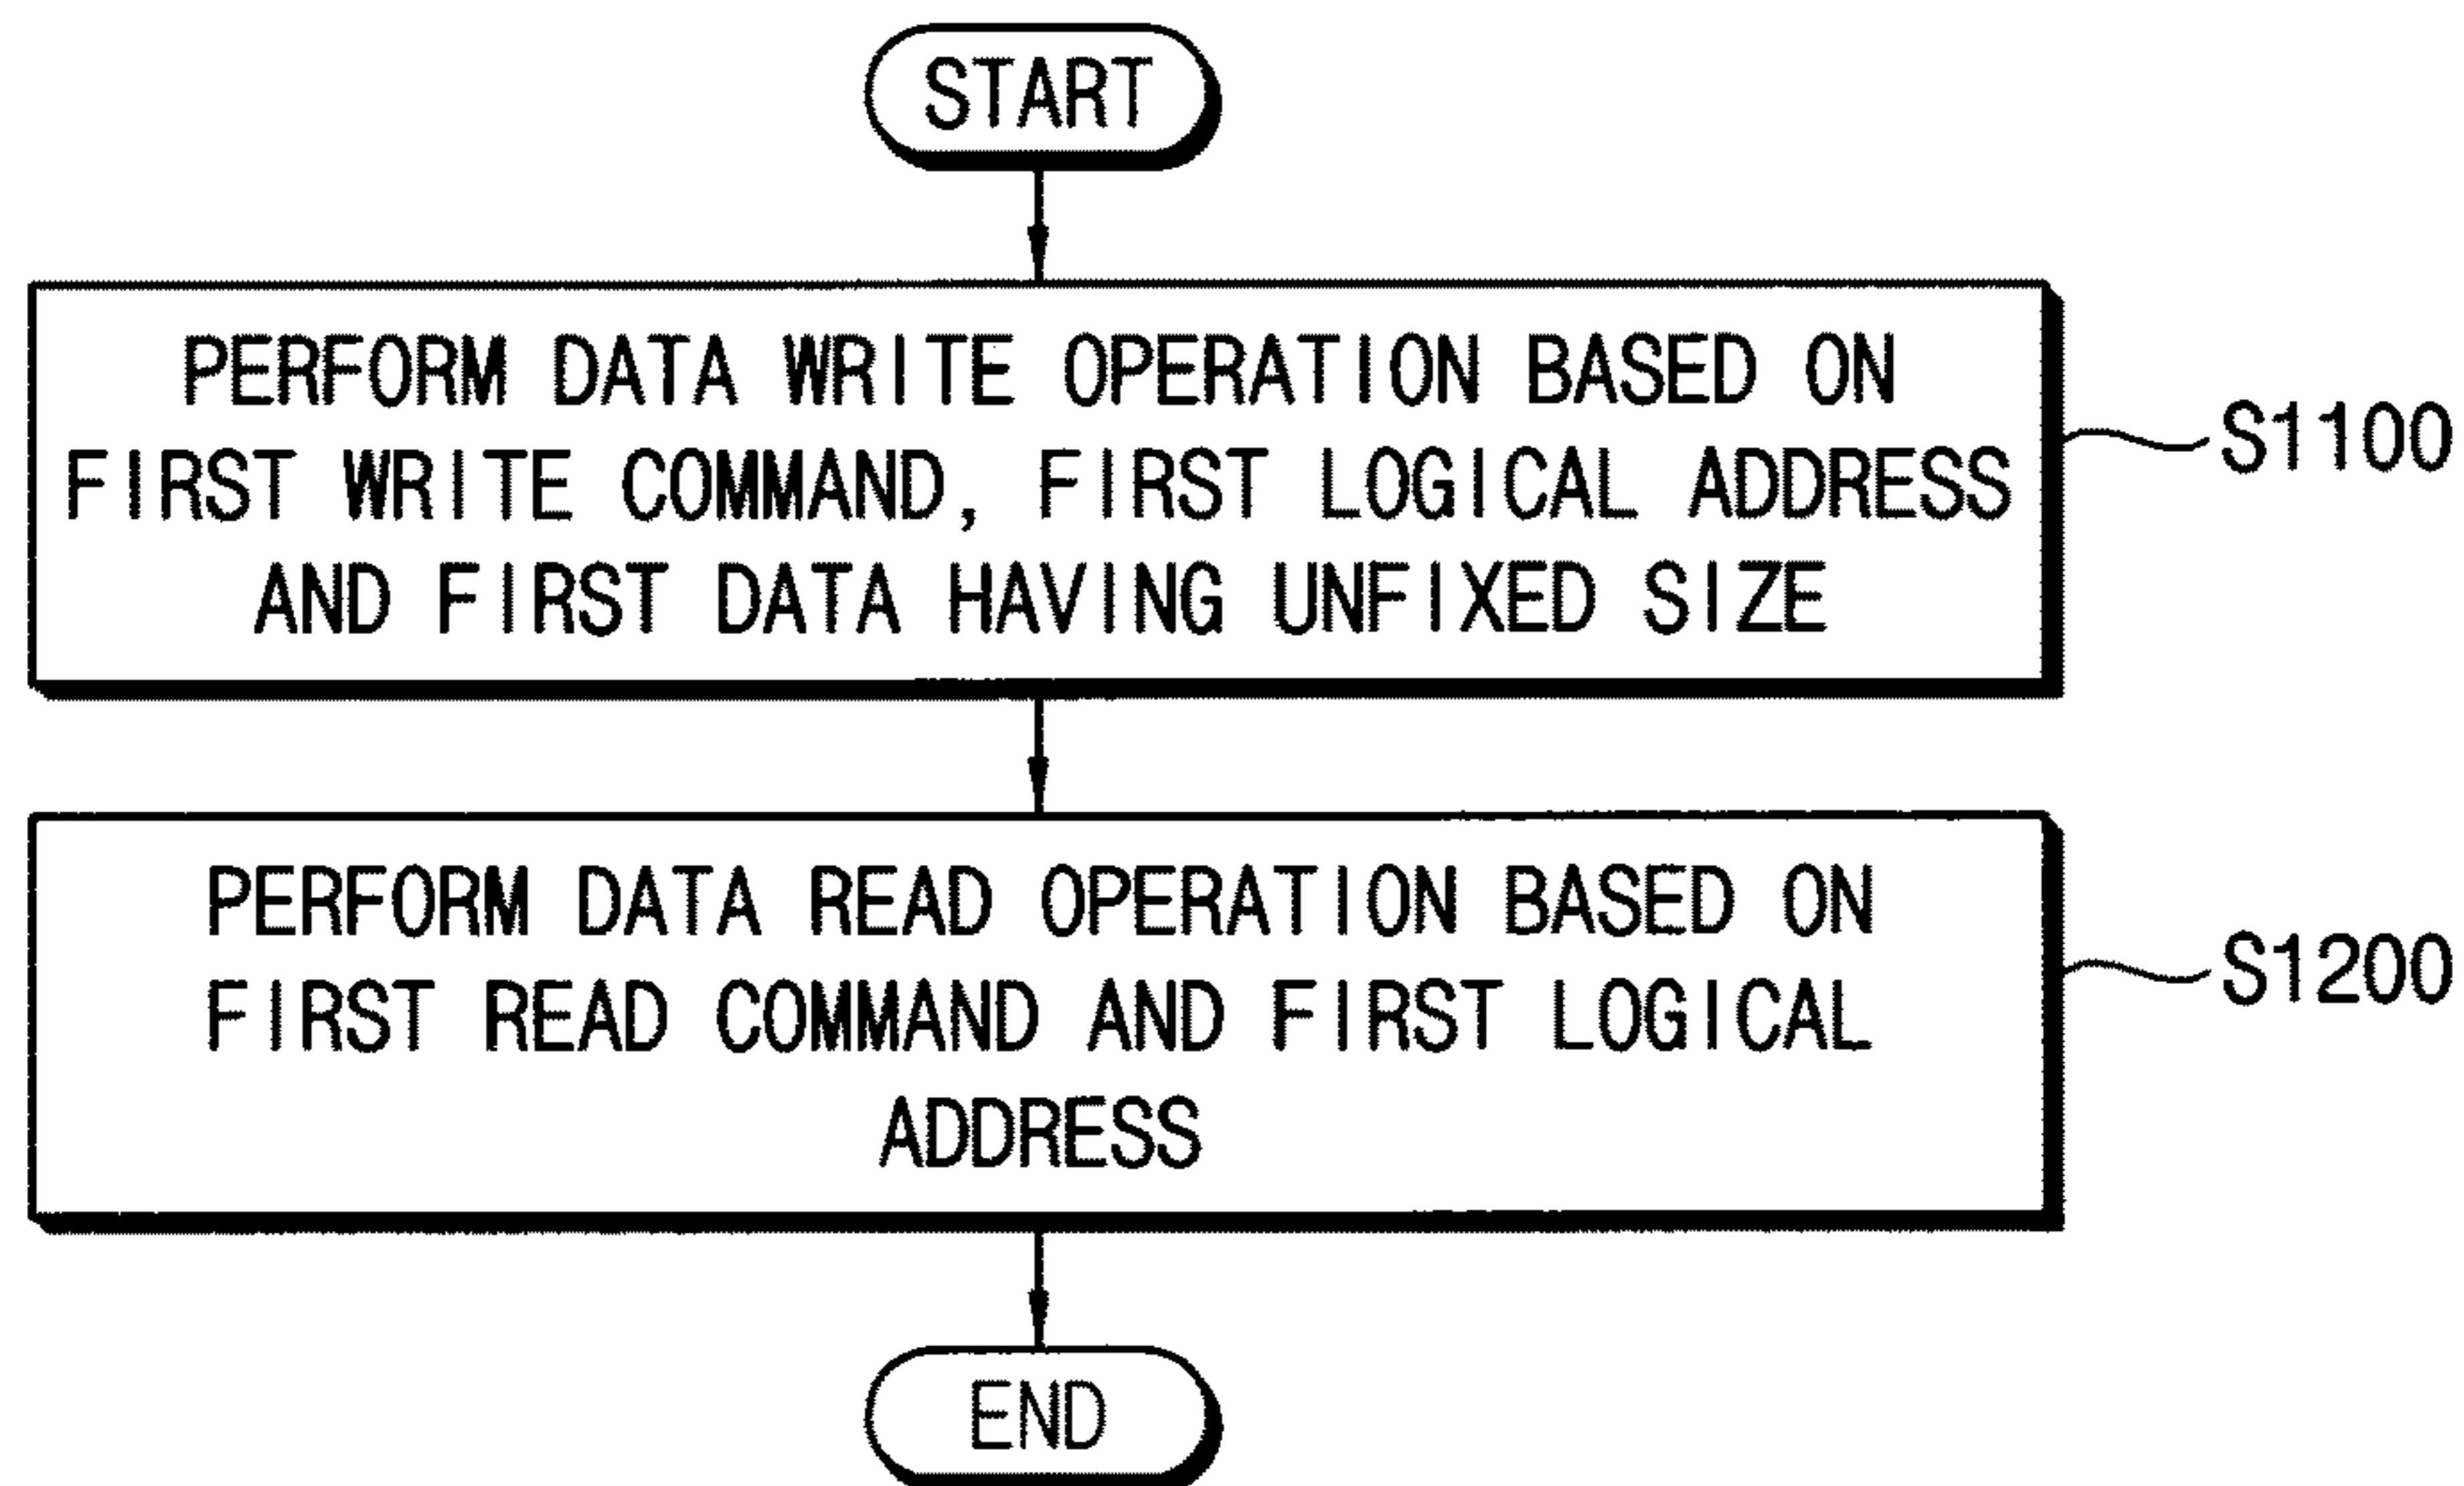 START
PERFORM DATA WRITE OPERATION BASED ON
FIRST WRITE COMMAND, FIRST LOGICAL ADDRESS
AND FIRST DATA HAVING UNFIXED SIZE
S1100
PERFORM DATA READ OPERATION BASED ON
FIRST READ COMMAND AND FIRST LOGICAL
ADDRESS
S1200
END